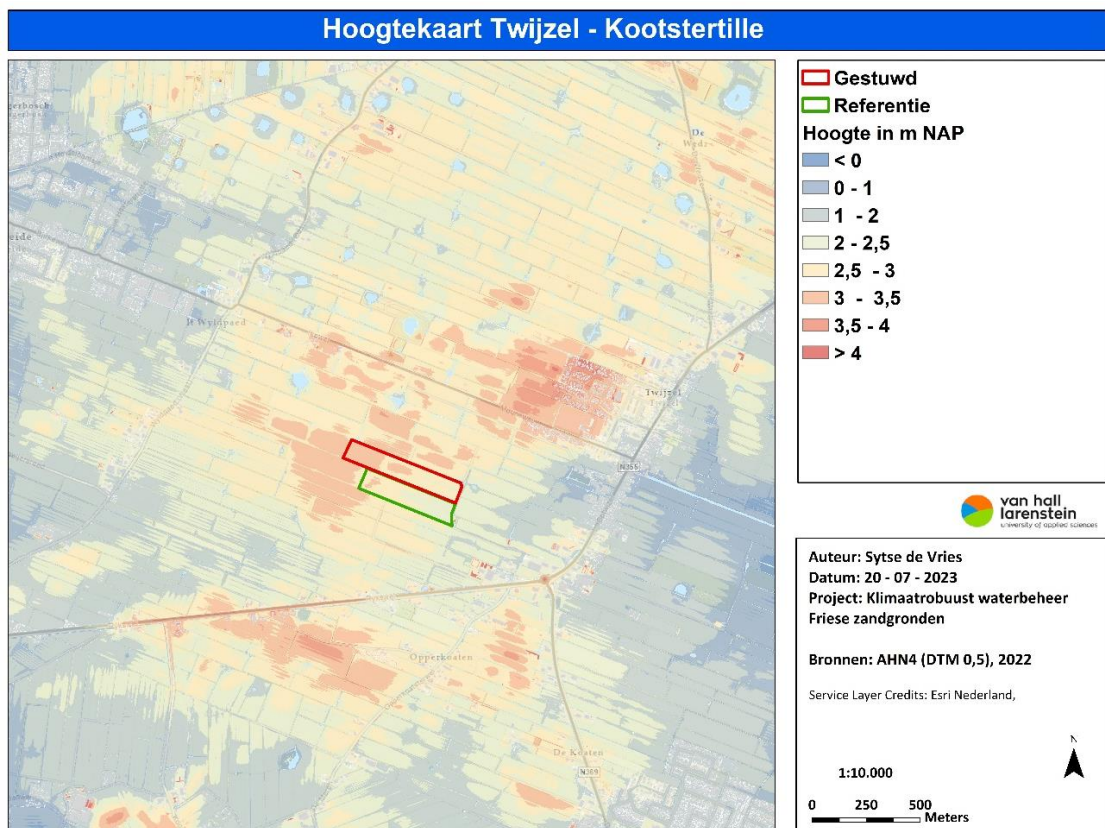 Hoogtekaart Twijzel - Kootstertille
Gestuwd
Referentie
Hoogte in m NAP
< 0
0 - 1
1 - 2
2 - 2,5
2,5 - 3
3 - 3,5
3,5 - 4
> 4
De
Twijzel
N355
Opperkooten
De Kooten
N369
van hall
larenstein
university of applied sciences
Auteur: Sytse de Vries
Datum: 20 - 07 - 2023
Project: Klimaatrobuust waterbeheer
Friese zandgronden
Bronnen: AHN4 (DTM 0,5), 2022
Service Layer Credits: Esri Nederland,
N
1:10.000
0 250 500
Meters